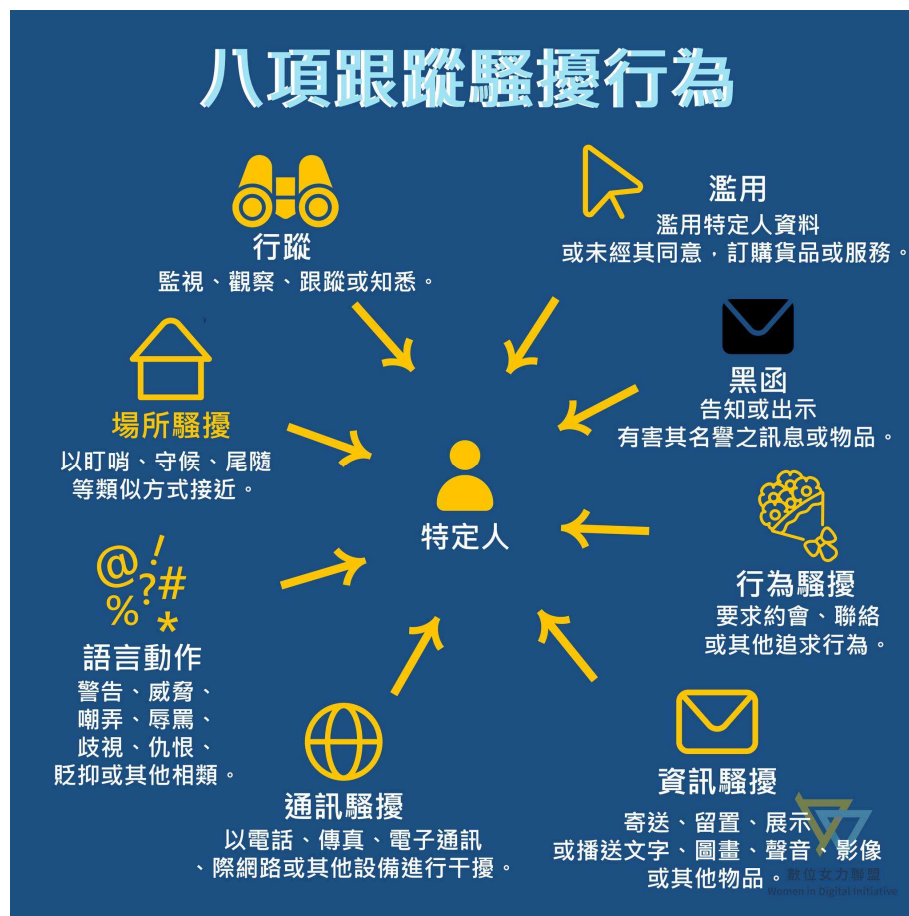 八項跟蹤騷擾行為
行蹤
監視、觀察、跟蹤或知悉。
濫用
濫用特定人資料
或未經其同意，訂購貨品或服務。
場所騷擾
以盯哨、守候、尾隨
等類似方式接近。
黑函
告知或出示
有害其名譽之訊息或物品。
特定人
@!?#%*
語言動作
警告、威脅、
嘲弄、辱罵、
歧視、仇恨、
貶抑或其他相類。
行為騷擾
要求約會、聯絡
或其他追求行為。
通訊騷擾
以電話、傳真、電子通訊
、際網路或其他設備進行干擾。
資訊騷擾
寄送、留置、展示
或播送文字、圖畫、聲音、影像
或其他物品。
數位女力聯盟
Women in Digital Initiative